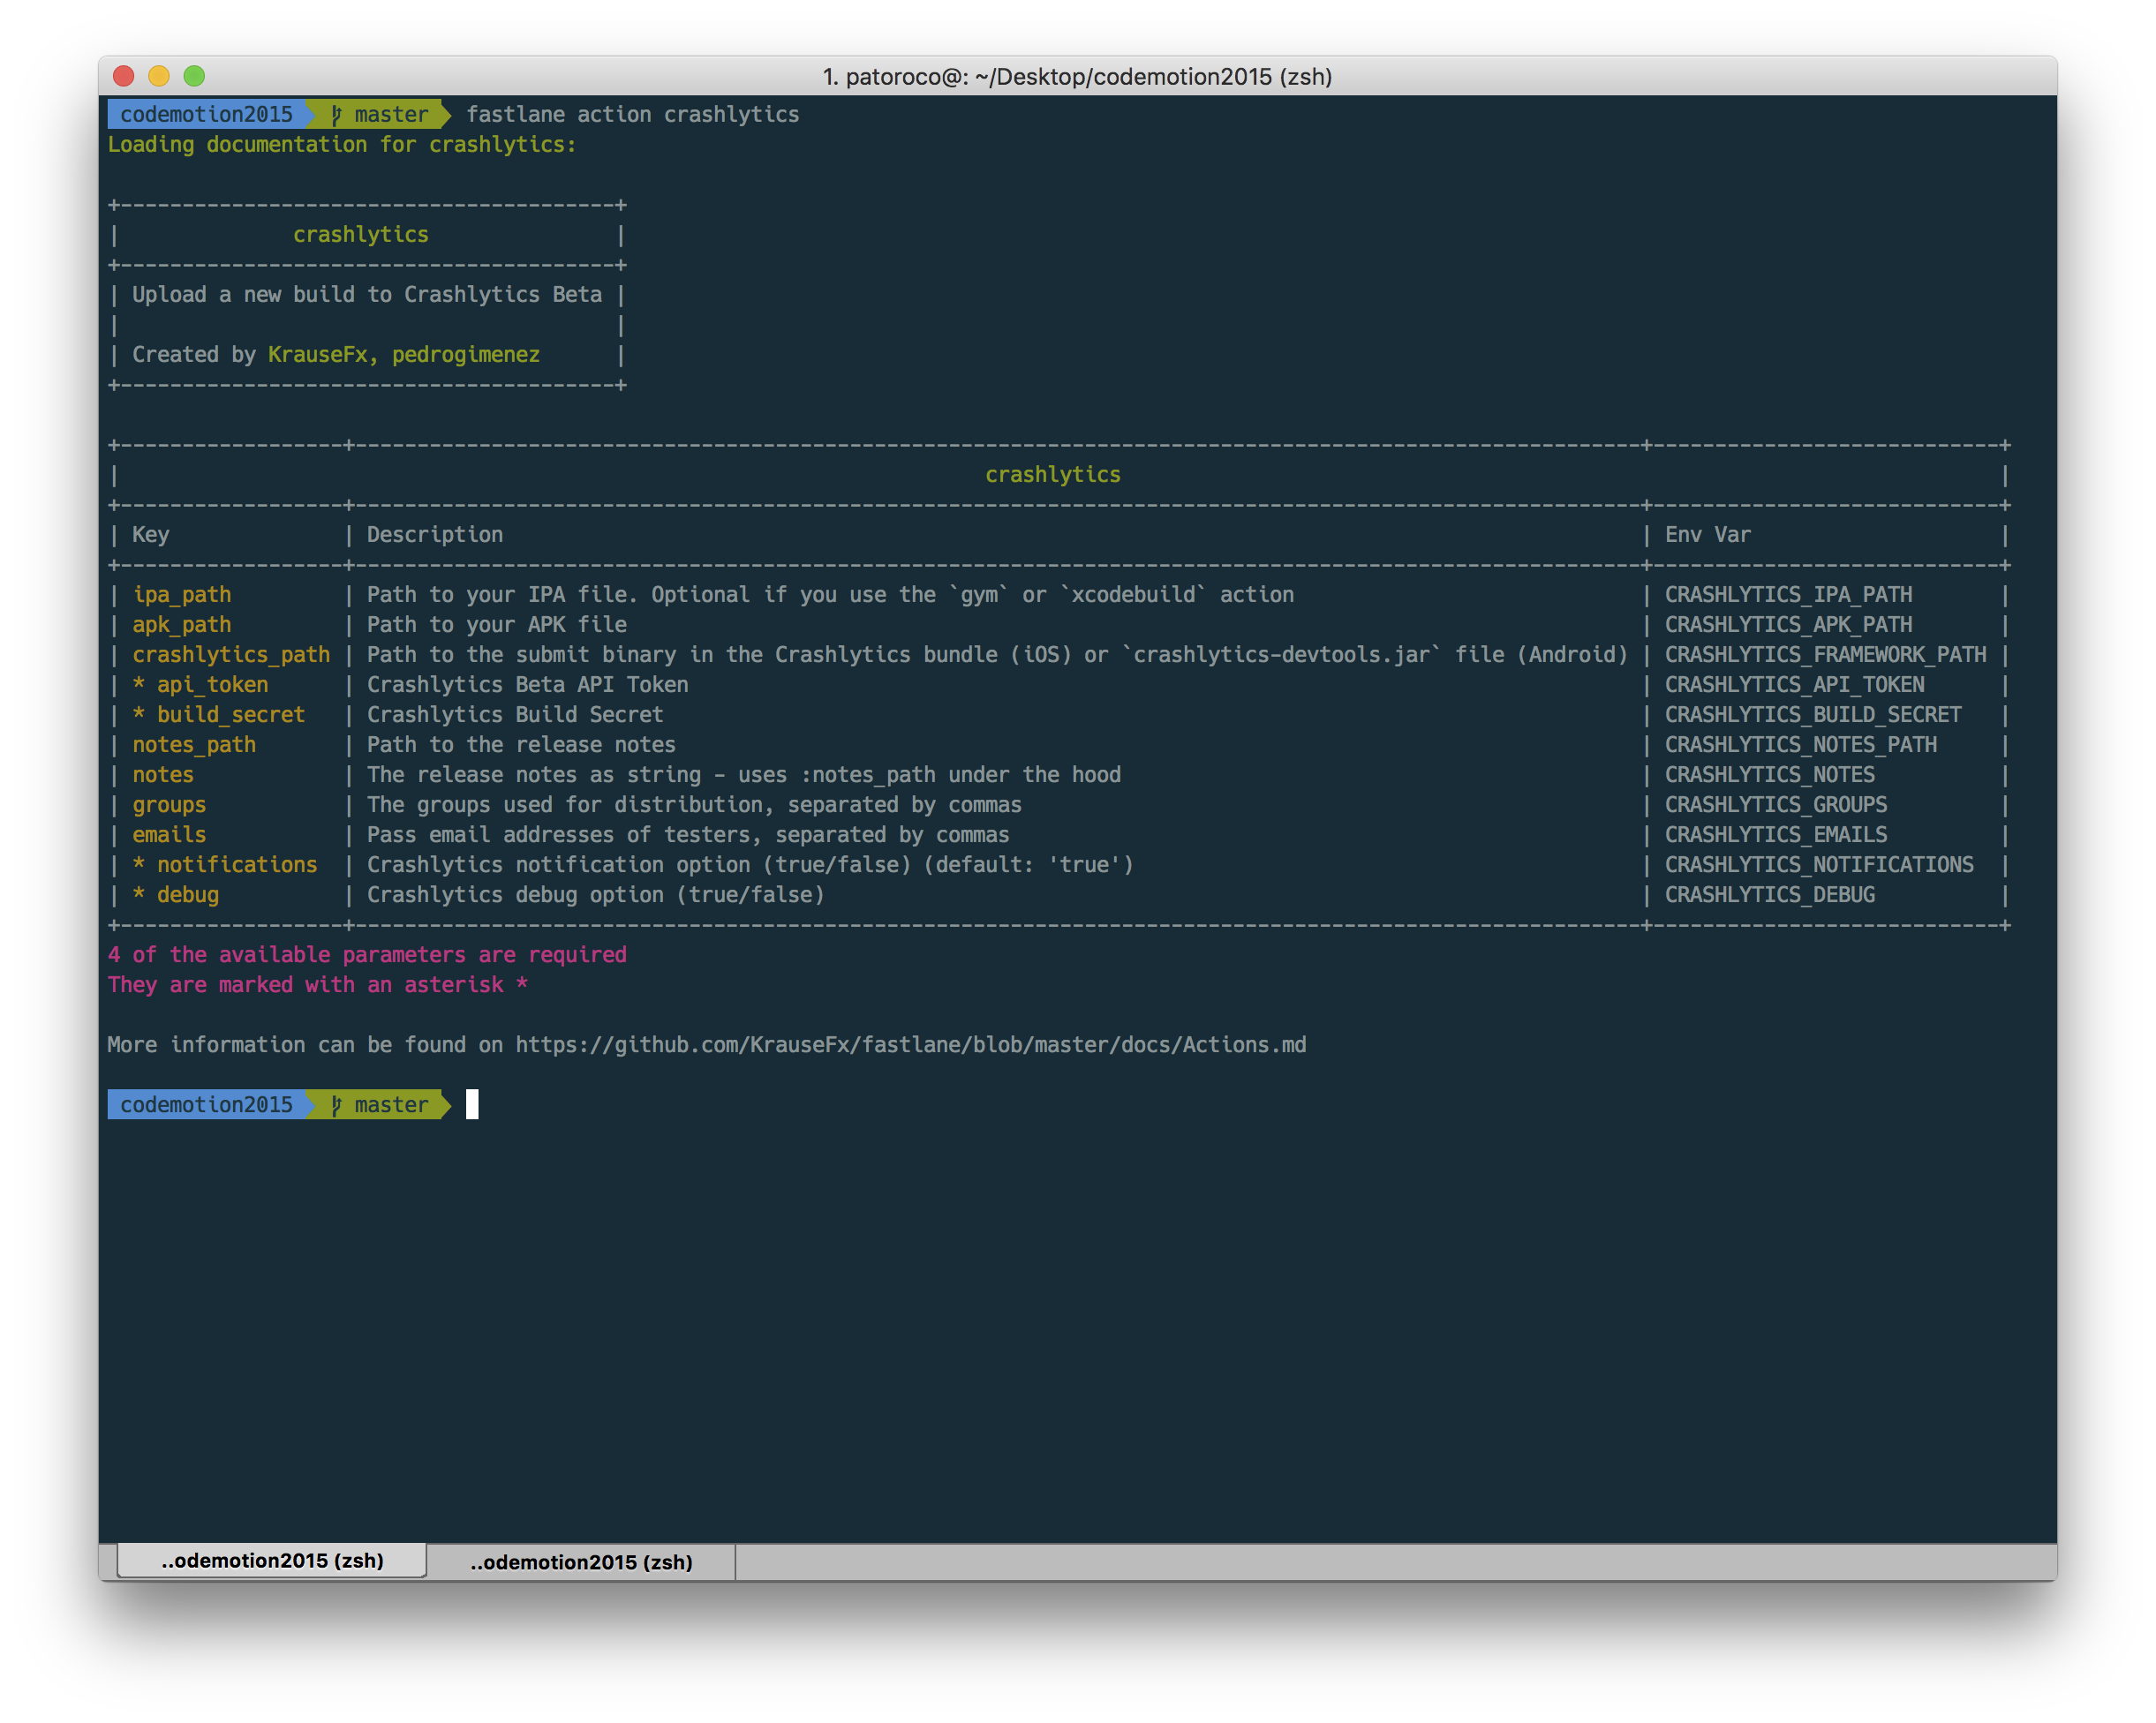 1. patoroco@: ~/Desktop/codemotion2015 (zsh)
codemotion2015 master fastlane action crashlytics
Loading documentation for crashlytics:
+----------------------------------------+
| crashlytics |
+----------------------------------------+
| Upload a new build to Crashlytics Beta |
| |
| Created by KrauseFx, pedrogimenez |
+----------------------------------------+
+------------------+--------------------------------------------------------------------------------------------------------+----------------------------+
| crashlytics |
+------------------+--------------------------------------------------------------------------------------------------------+----------------------------+
| Key | Description | Env Var |
+------------------+--------------------------------------------------------------------------------------------------------+----------------------------+
| ipa_path | Path to your IPA file. Optional if you use the `gym` or `xcodebuild` action | CRASHLYTICS_IPA_PATH |
| apk_path | Path to your APK file | CRASHLYTICS_APK_PATH |
| crashlytics_path | Path to the submit binary in the Crashlytics bundle (iOS) or `crashlytics-devtools.jar` file (Android) | CRASHLYTICS_FRAMEWORK_PATH |
| * api_token | Crashlytics Beta API Token | CRASHLYTICS_API_TOKEN |
| * build_secret | Crashlytics Build Secret | CRASHLYTICS_BUILD_SECRET |
| notes_path | Path to the release notes | CRASHLYTICS_NOTES_PATH |
| notes | The release notes as string - uses :notes_path under the hood | CRASHLYTICS_NOTES |
| groups | The groups used for distribution, separated by commas | CRASHLYTICS_GROUPS |
| emails | Pass email addresses of testers, separated by commas | CRASHLYTICS_EMAILS |
| * notifications | Crashlytics notification option (true/false) (default: 'true') | CRASHLYTICS_NOTIFICATIONS |
| * debug | Crashlytics debug option (true/false) | CRASHLYTICS_DEBUG |
+------------------+--------------------------------------------------------------------------------------------------------+----------------------------+
4 of the available parameters are required
They are marked with an asterisk *
More information can be found on https://github.com/KrauseFx/fastlane/blob/master/docs/Actions.md
codemotion2015 master
..odemotion2015 (zsh) ..odemotion2015 (zsh)